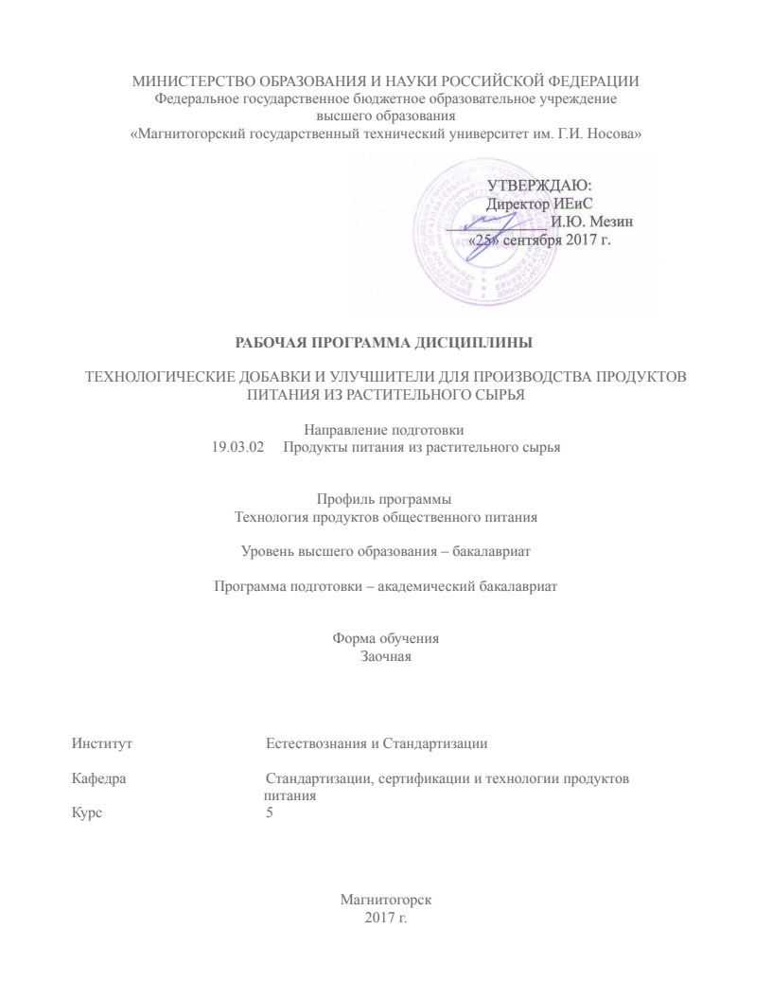 МИНИСТЕРСТВО ОБРАЗОВАНИЯ И НАУКИ РОССИЙСКОЙ ФЕДЕРАЦИИ
Федеральное государственное бюджетное образовательное учреждение
высшего образования
«Магнитогорский государственный технический университет им. Г.И. Носова»
УТВЕРЖДАЮ:
Директор ИЕиС
И.Ю. Мезин
«25» сентября 2017 г.
РАБОЧАЯ ПРОГРАММА ДИСЦИПЛИНЫ
ТЕХНОЛОГИЧЕСКИЕ ДОБАВКИ И УЛУЧШИТЕЛИ ДЛЯ ПРОИЗВОДСТВА ПРОДУКТОВ
ПИТАНИЯ ИЗ РАСТИТЕЛЬНОГО СЫРЬЯ
Направление подготовки
19.03.02 Продукты питания из растительного сырья
Профиль программы
Технология продуктов общественного питания
Уровень высшего образования – бакалавриат
Программа подготовки – академический бакалавриат
Форма обучения
Заочная
Институт Естествознания и Стандартизации
Кафедра Стандартизации, сертификации и технологии продуктов
питания
Курс 5
Магнитогорск
2017 г.